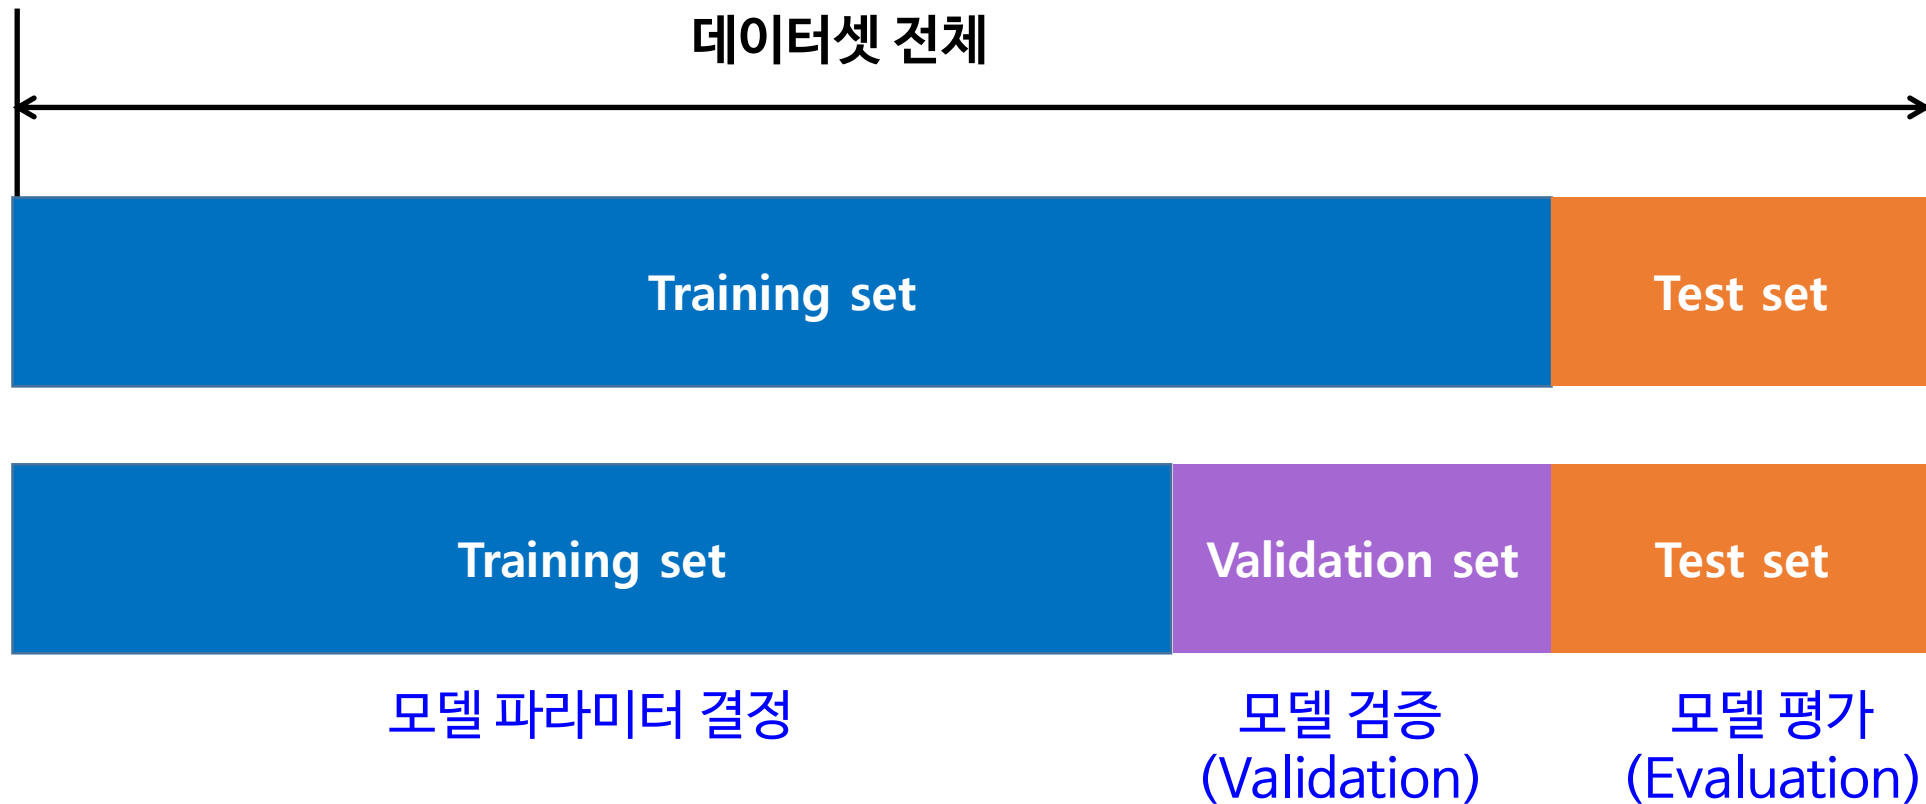 데이터셋 전체
Training set
Test set
Training set
Validation set
Test set
모델 파라미터 결정
모델 검증
(Validation)
모델 평가
(Evaluation)